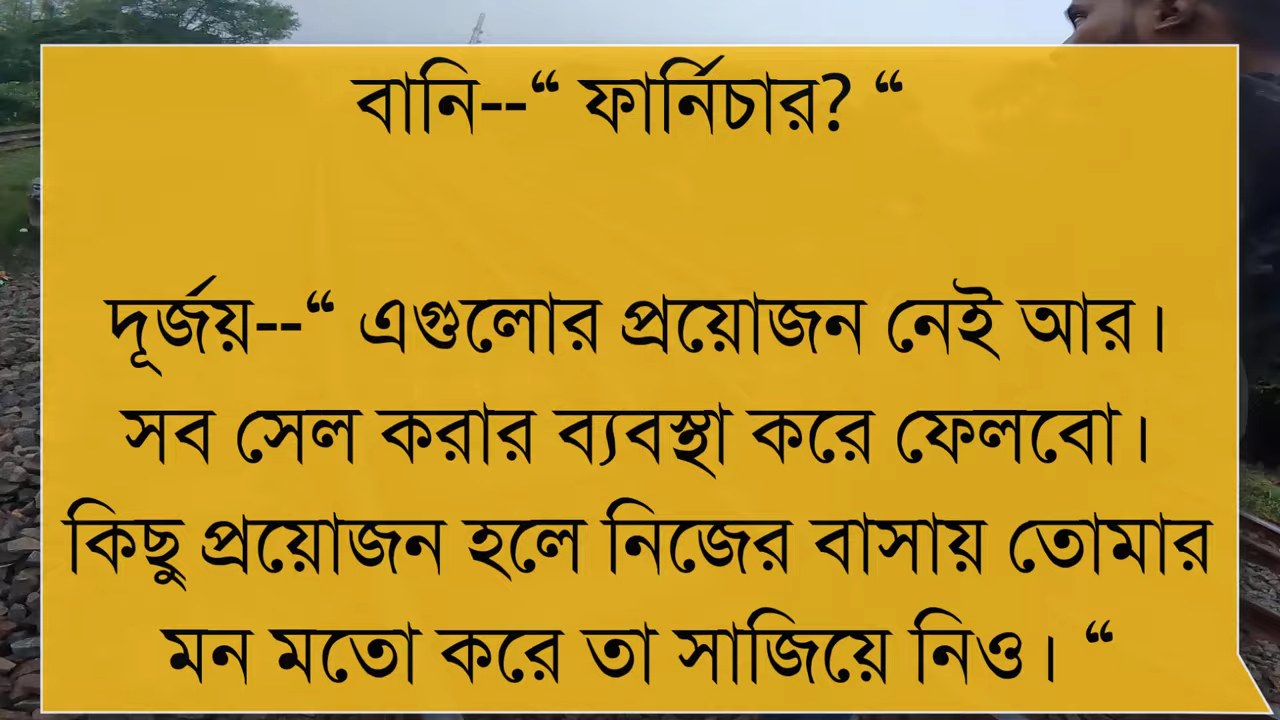 বানি--“ ফার্নিচার? “
দূর্জয়--“ এগুলোর প্রয়োজন নেই আর।
সব সেল করার ব্যবস্থা করে ফেলবো।
কিছু প্রয়োজন হলে নিজের বাসায় তোমার
মন মতো করে তা সাজিয়ে নিও। “